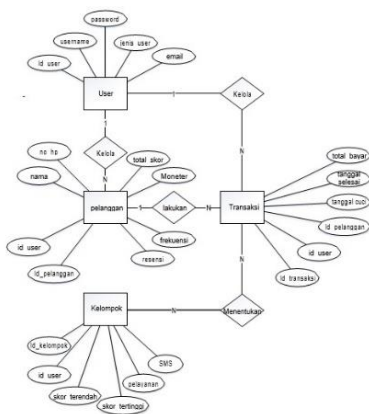 password
username
jenis user
id user
email
User
1
Kelola
1
N
Kelola
no hp
total skor
nama
N
Moneter
total bayar
tanggal selesai
tanggal cuci
pelanggan
1
lakukan
N
Transaksi
id pelanggan
id user
frekuensi
resensi
id user
Id_pelanggan
id transaksi
N
Kelompok
N
Menentukan
Id_kelompok
SMS
id user
pelayanan
skor terendah
skor tertinggi